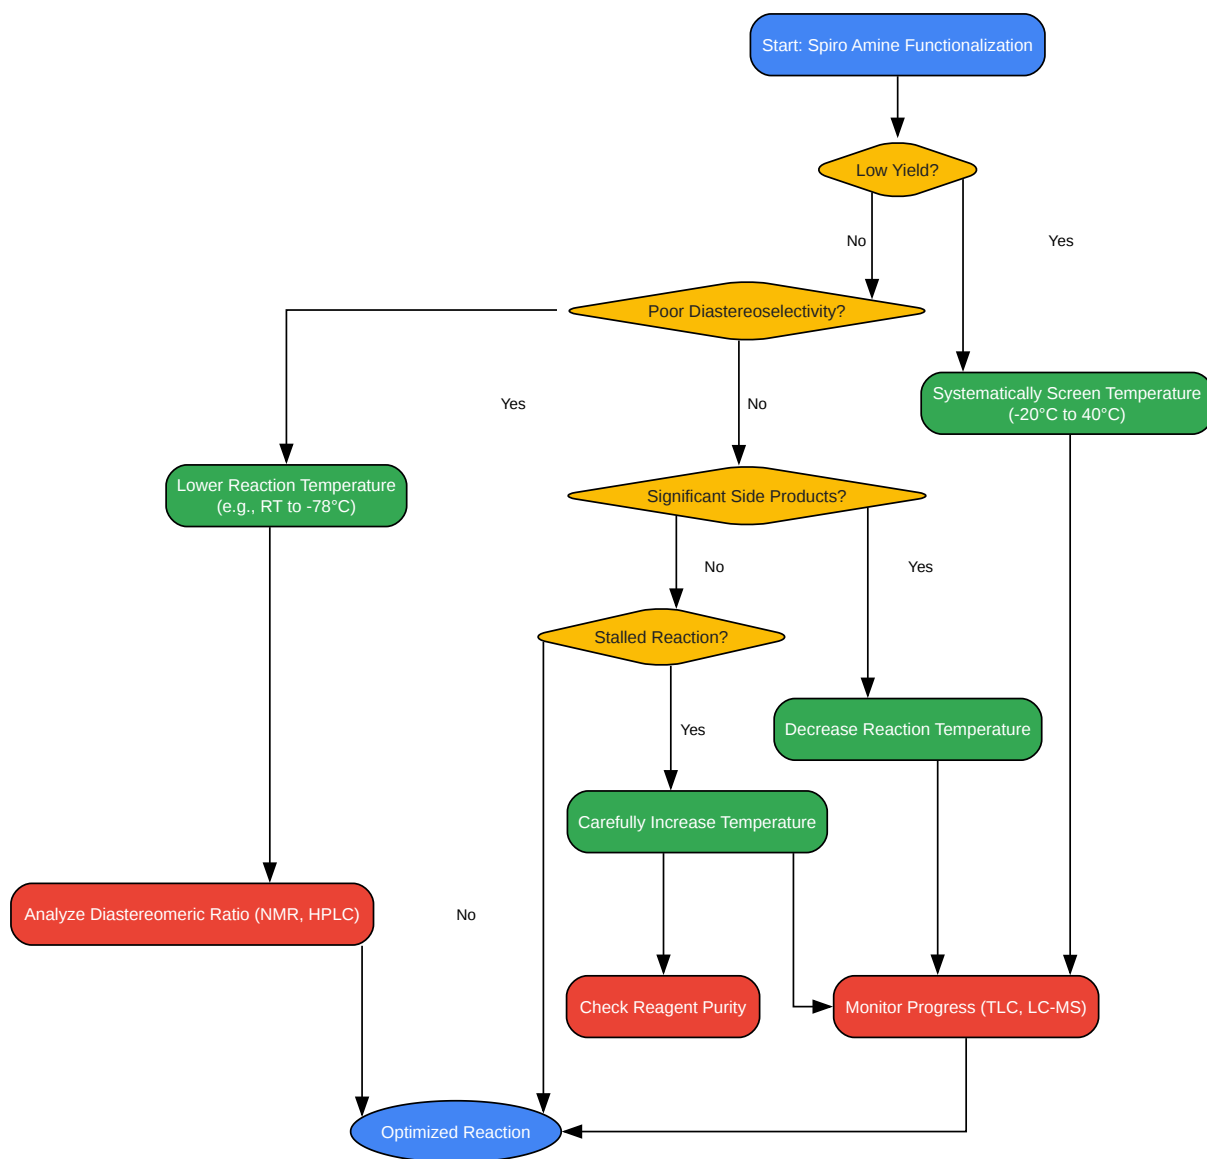 Start: Spiro Amine Functionalization
Low Yield?
No
Yes
Poor Diastereoselectivity?
Systematically Screen Temperature
(-20°C to 40°C)
Yes
No
Lower Reaction Temperature
(e.g., RT to -78°C)
Significant Side Products?
No
Yes
Stalled Reaction?
Yes
Decrease Reaction Temperature
Carefully Increase Temperature
Analyze Diastereomeric Ratio (NMR, HPLC)
No
Check Reagent Purity
Monitor Progress (TLC, LC-MS)
Optimized Reaction